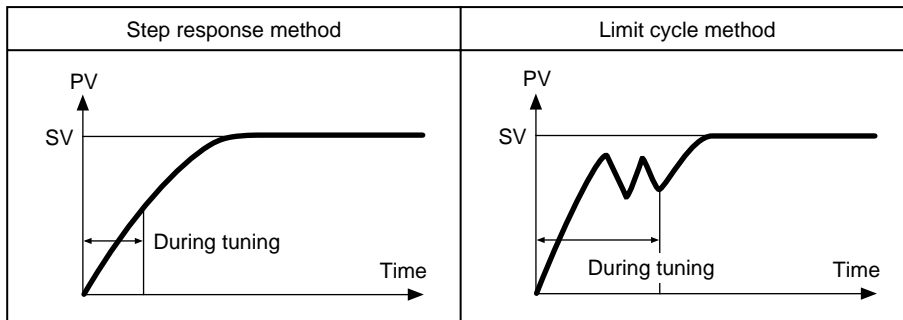 Step response method
Limit cycle method
PV
SV
During tuning
Time
PV
SV
During tuning
Time